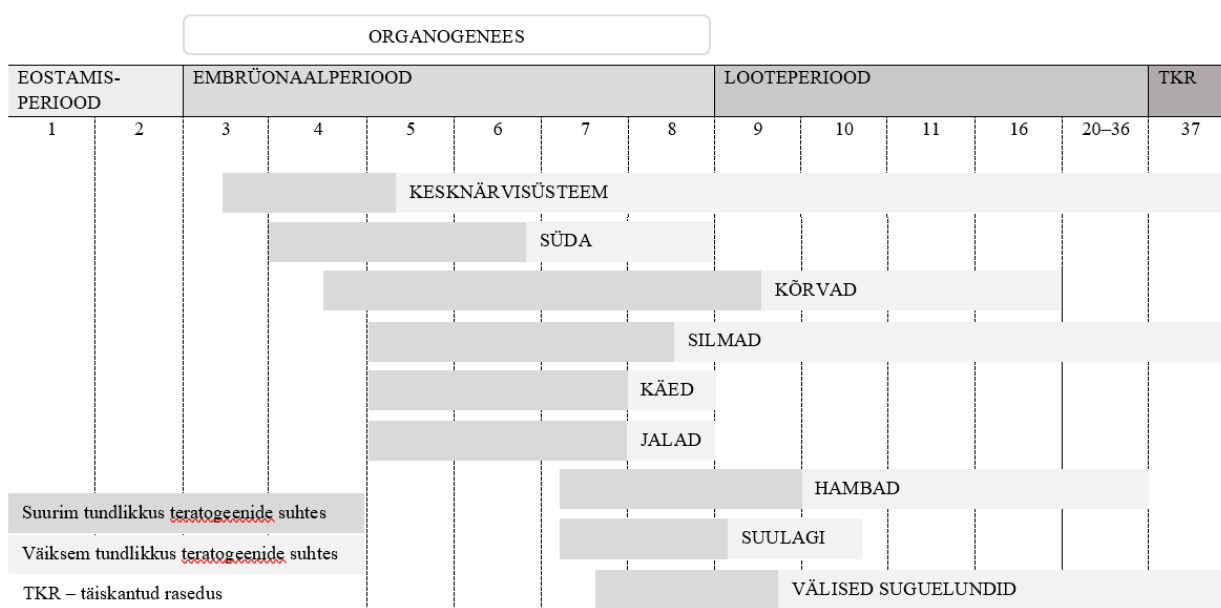 ORGANOGENEES
EOSTAMIS-
PERIOOD
EMBRÜONAALPERIOOD
LOOTEPERIOOD
TKR
1 2 3 4 5 6 7 8 9 10 11 16 20–36 37
KESKNÄRVISÜSTEEM
SÜDA
KÕRVAD
SILMAD
KÄED
JALAD
HAMBAD
Suurim tundlikkus teratogeenide suhtes
SUULAGI
Väiksem tundlikkus teratogeenide suhtes
VÄLISED SUGUELUNDID
TKR – täiskantud rasedus